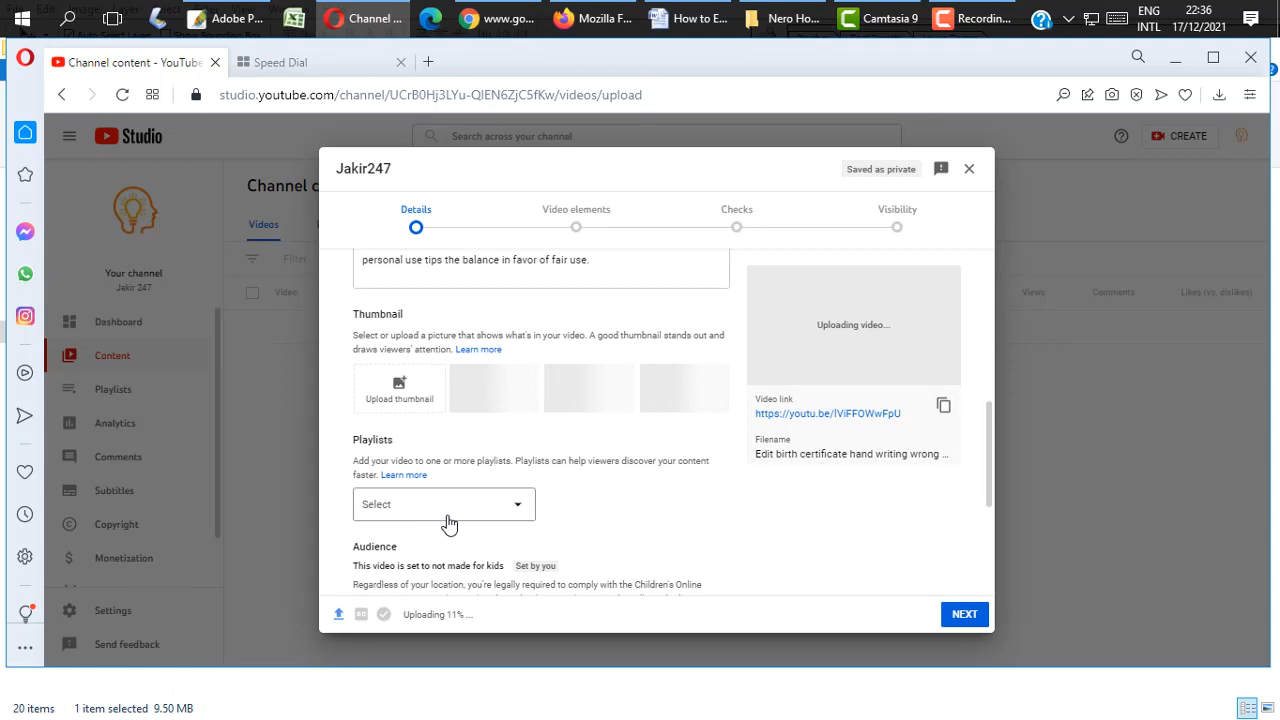 Adobe P...
Channel ...
www.go...
Mozilla F...
How to E...
Nero Ho...
Camtasia 9
Recordin...
ENG
INTL
22:36
17/12/2021
Channel content - YouTube
Speed Dial
studio.youtube.com/channel/UCrB0Hj3LYu-QIEN6ZjC5fKw/videos/upload
Studio
Search across your channel
CREATE
Jakir247
Saved as private
Channel c
Details
Video elements
Checks
Visibility
Videos
Filter
personal use tips the balance in favor of fair use.
Your channel
Jakir 247
Video
Views
Comments
Likes (vs. dislikes)
Thumbnail
Select or upload a picture that shows what's in your video. A good thumbnail stands out and
draws viewers' attention. Learn more
Uploading video...
Dashboard
Content
Playlists
Analytics
Comments
Subtitles
Copyright
Monetization
Settings
Send feedback
Upload thumbnail
Video link
https://youtu.be/lViFFOWwFpU
Filename
Edit birth certificate hand writing wrong ...
Playlists
Add your video to one or more playlists. Playlists can help viewers discover your content
faster. Learn more
Select
Audience
This video is set to not made for kids Set by you
Regardless of your location, you're legally required to comply with the Children's Online
Uploading 11% ...
NEXT
20 items 1 item selected 9.50 MB